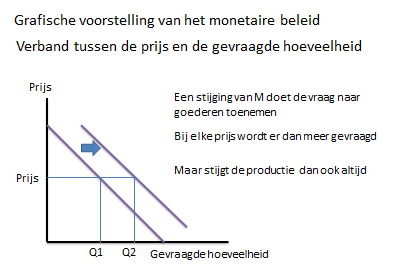 Grafische voorstelling van het monetaire beleid
Verband tussen de prijs en de gevraagde hoeveelheid
Prijs
Een stijging van M doet de vraag naar
goederen toenemen
Bij elke prijs wordt er dan meer gevraagd
Maar stijgt de productie dan ook altijd
Prijs
Q1
Q2
Gevraagde hoeveelheid